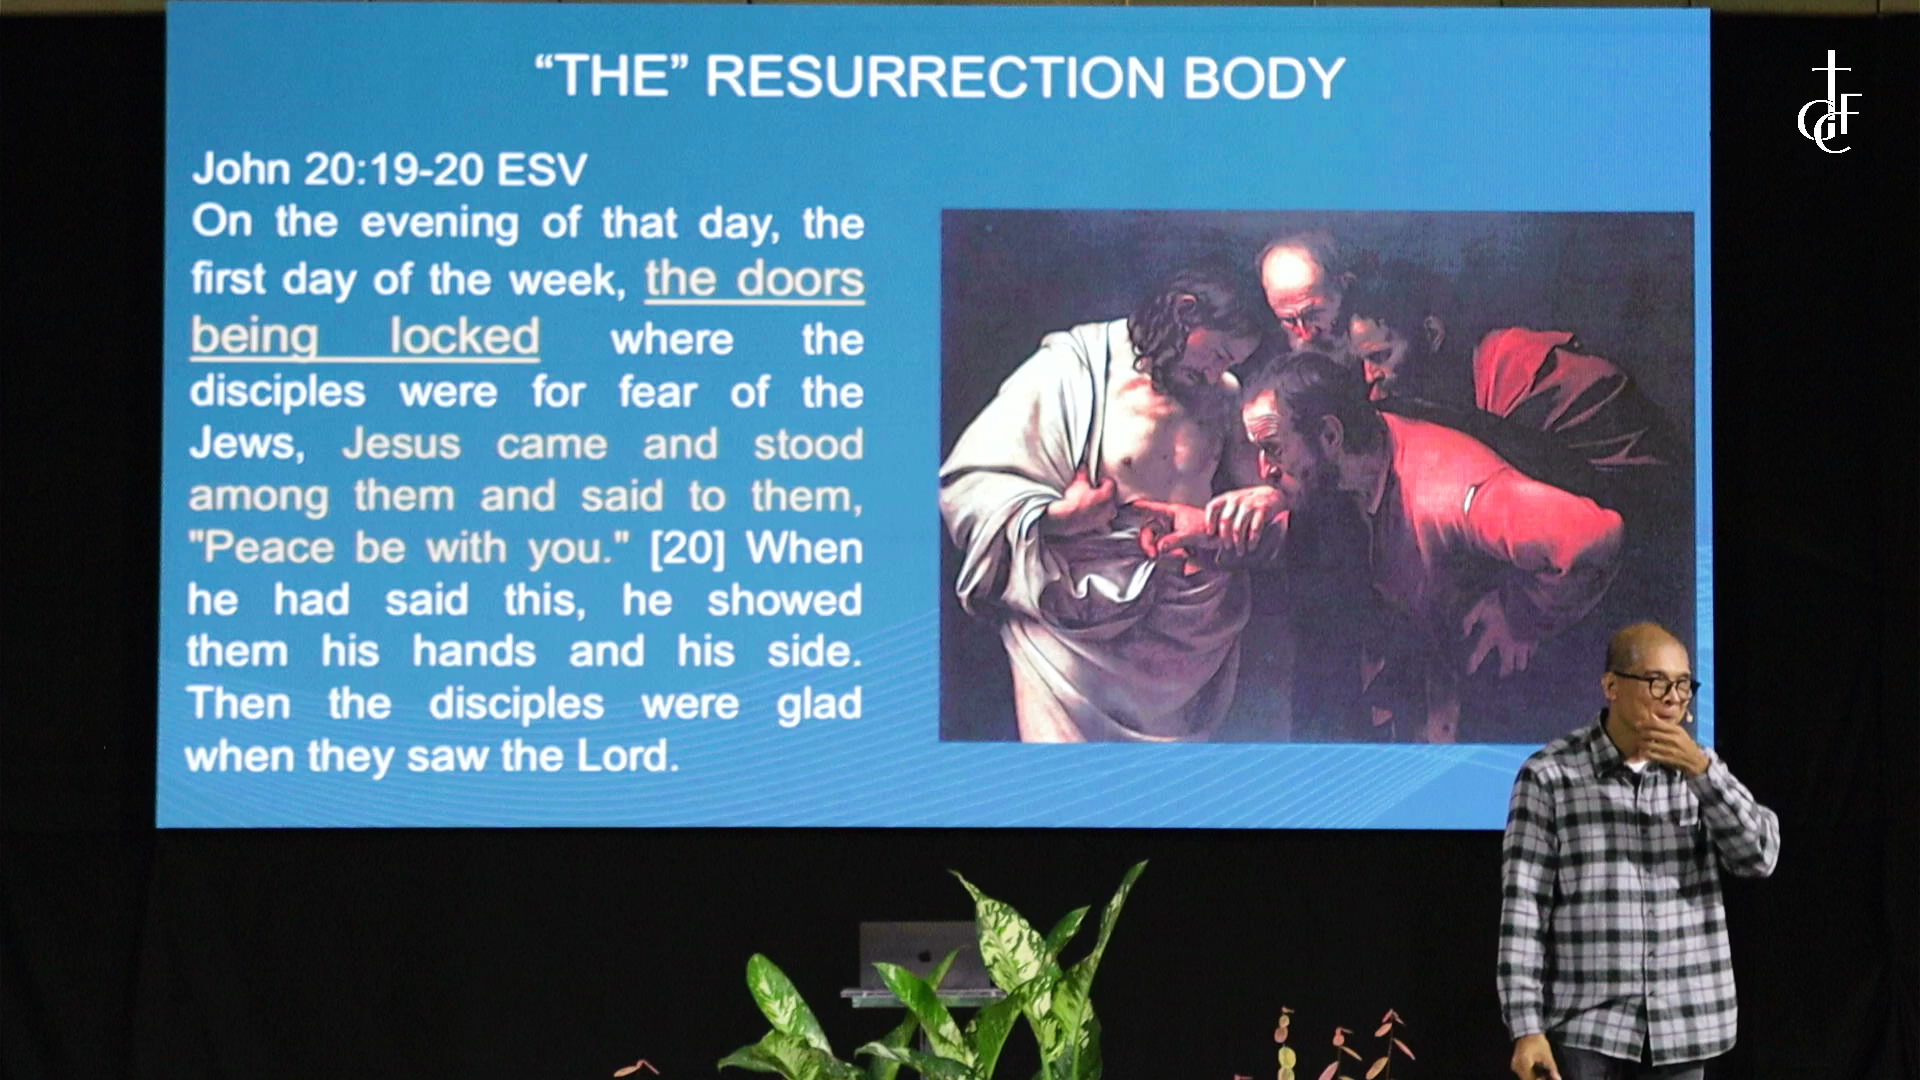 “THE” RESURRECTION BODY
John 20:19-20 ESV
On the evening of that day, the
first day of the week, the doors
being locked where the
disciples were for fear of the
Jews, Jesus came and stood
among them and said to them,
"Peace be with you." [20] When
he had said this, he showed
them his hands and his side.
Then the disciples were glad
when they saw the Lord.
GCF